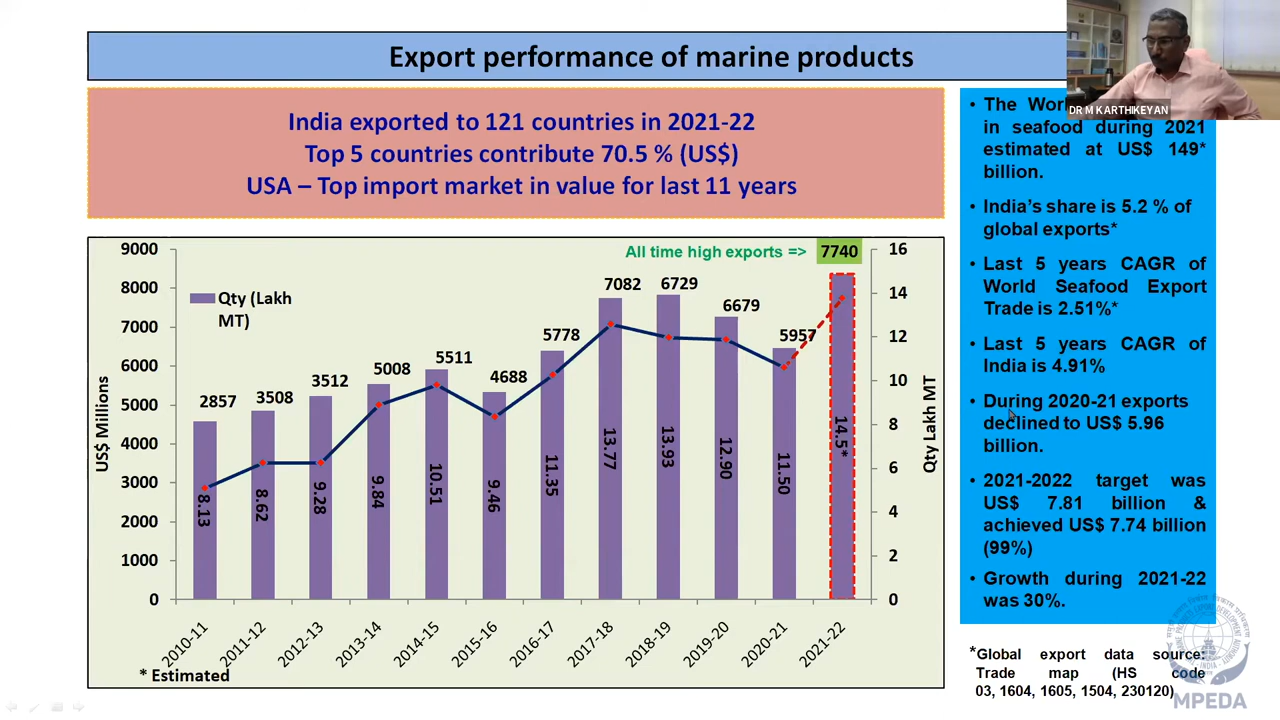 Export performance of marine products
DR M KARTHIKEYAN
India exported to 121 countries in 2021-22
Top 5 countries contribute 70.5 % (US$)
USA – Top import market in value for last 11 years
All time high exports => 7740
Qty (Lakh
MT)
US$ Millions
9000
8000
7000
6000
5000
4000
3000
2000
1000
0
2857
3508
3512
5008
5511
4688
5778
7082
6729
6679
5957
8.13
8.62
9.28
9.84
10.51
9.46
11.35
13.77
13.93
12.90
11.50
14.5*
16
14
12
10
8
6
4
2
0
Qty Lakh MT
2010-11
2011-12
2012-13
2013-14
2014-15
2015-16
2016-17
2017-18
2018-19
2019-20
2020-21
2021-22
* Estimated
• The
in seafood during 2021
estimated at US$ 149*
billion.
• India's share is 5.2 % of
global exports*
• Last 5 years CAGR of
World Seafood Export
Trade is 2.51%*
• Last 5 years CAGR of
India is 4.91%
• During 2020-21 exports
declined to US$ 5.96
billion.
• 2021-2022 target was
US$ 7.81 billion &
achieved US$ 7.74 billion
(99%)
• Growth during 2021-22
was 30%.
*Global export data source:
Trade map (HS code
03, 1604, 1605, 1504, 230120)
MPEDA